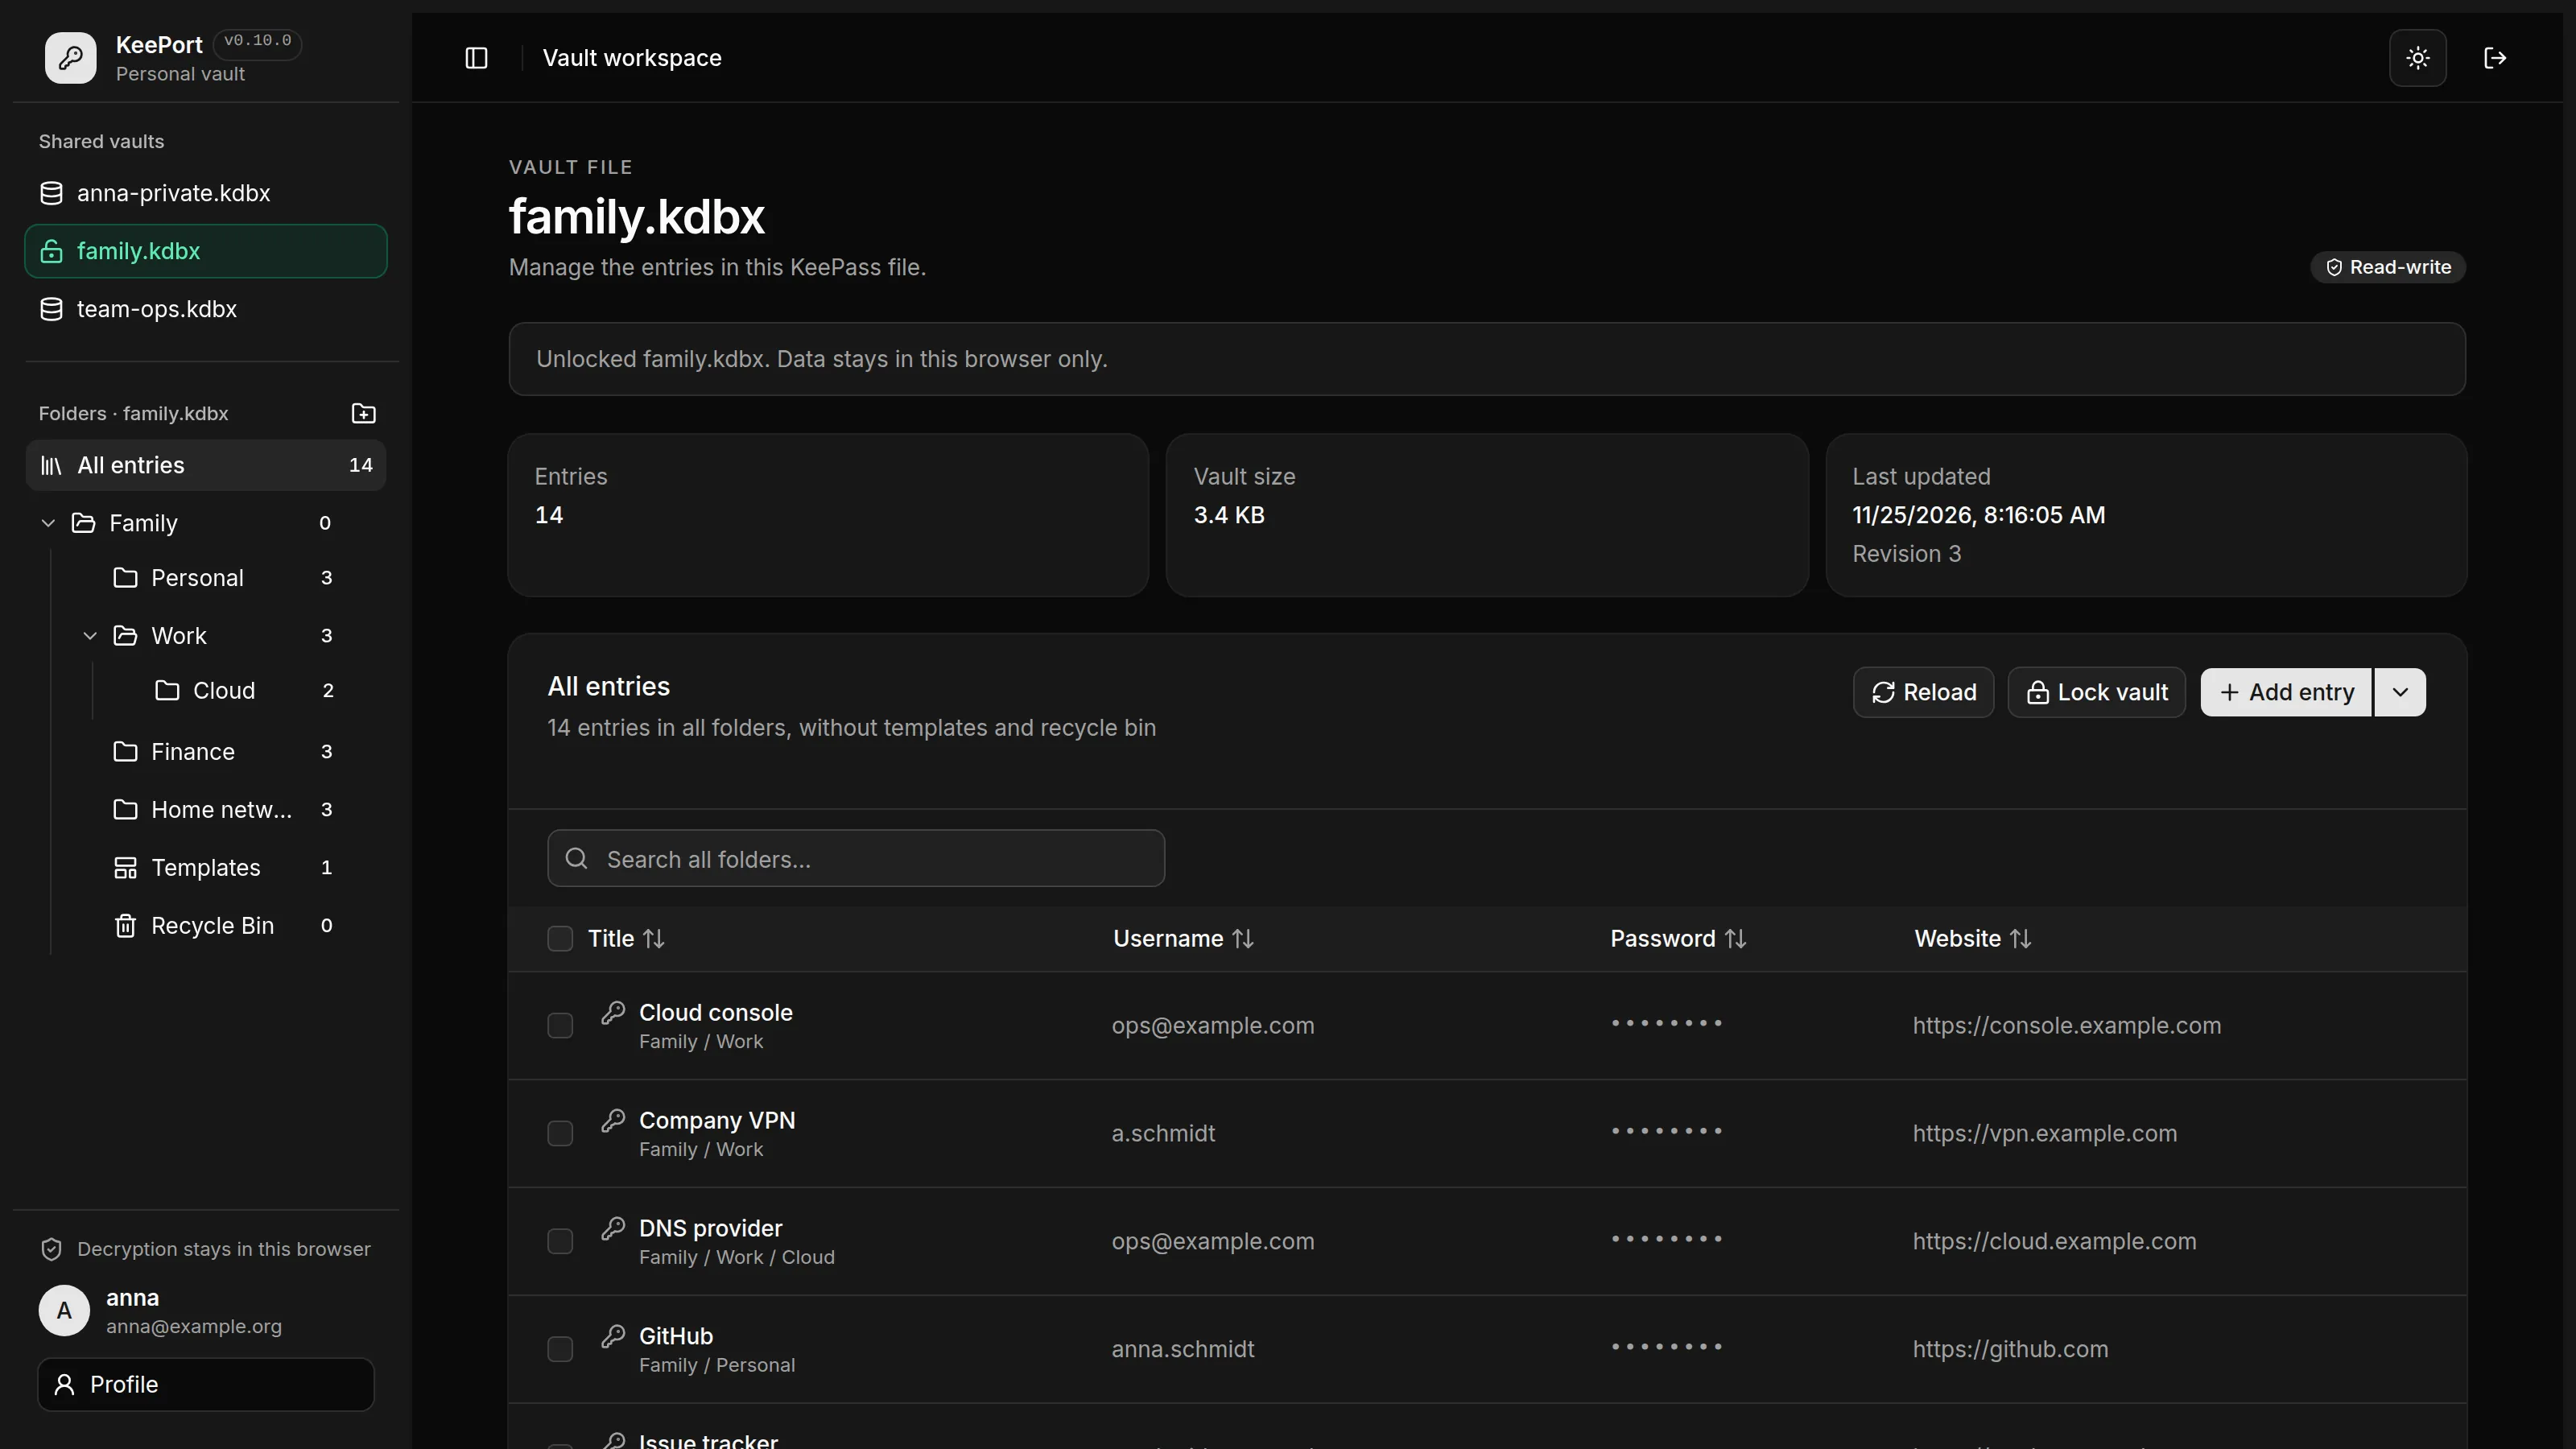 KeePort v0.10.0
Personal vault
Shared vaults
anna-private.kdbx
family.kdbx
team-ops.kdbx
Folders · family.kdbx
All entries 14
Family 0
Personal 3
Work 3
Cloud 2
Finance 3
Home netw... 3
Templates 1
Recycle Bin 0
Decryption stays in this browser
A
anna
anna@example.org
Profile
Vault workspace
VAULT FILE
family.kdbx
Manage the entries in this KeePass file.
Read-write
Unlocked family.kdbx. Data stays in this browser only.
Entries
14
Vault size
3.4 KB
Last updated
11/25/2026, 8:16:05 AM
Revision 3
All entries
14 entries in all folders, without templates and recycle bin
Reload Lock vault Add entry
Search all folders...
Title Username Password Website
Cloud console
Family / Work
ops@example.com •••••••• https://console.example.com
Company VPN
Family / Work
a.schmidt •••••••• https://vpn.example.com
DNS provider
Family / Work / Cloud
ops@example.com •••••••• https://cloud.example.com
GitHub
Family / Personal
anna.schmidt •••••••• https://github.com
Issue tracker